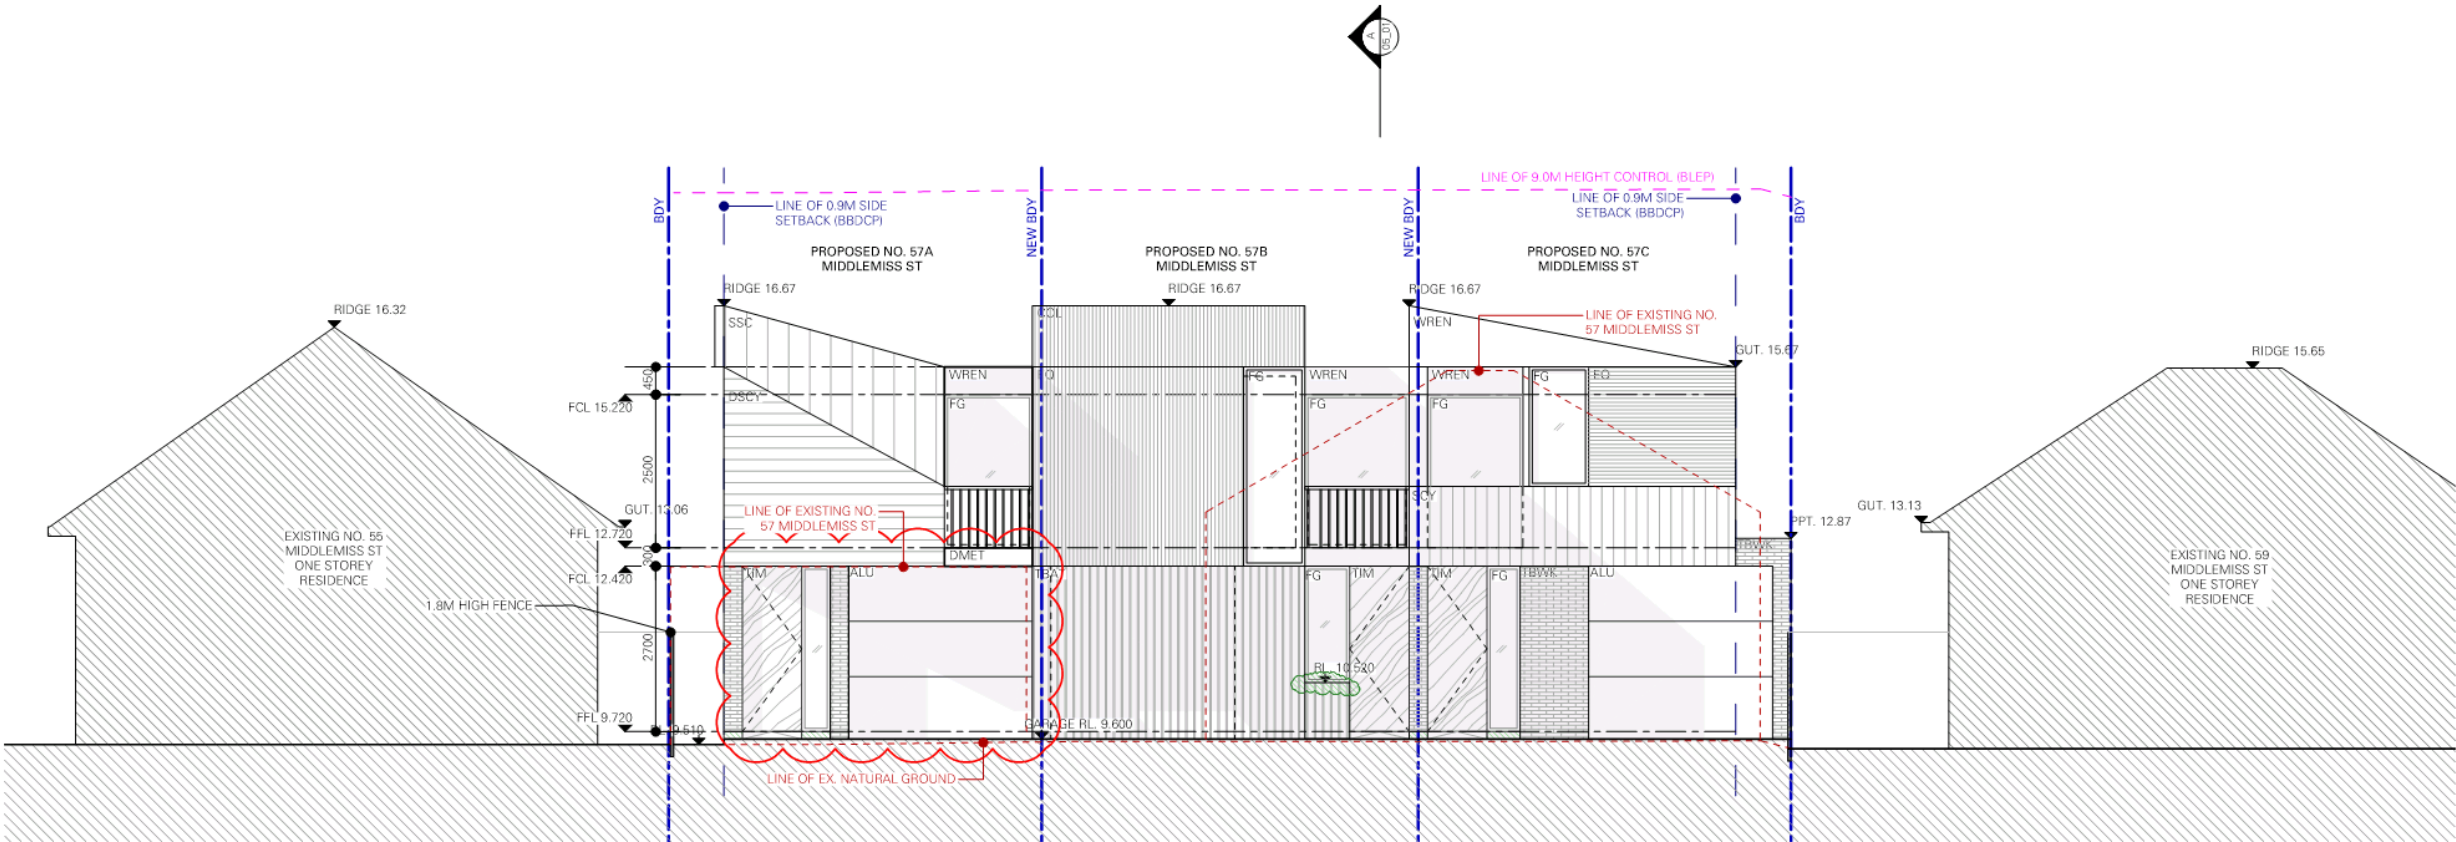 A
05_01
LINE OF 9.0M HEIGHT CONTROL (BLEP)
BDY
LINE OF 0.9M SIDE
SETBACK (BBDCP)
NEW BDY
NEW BDY
LINE OF 0.9M SIDE
SETBACK (BBDCP)
BDY
PROPOSED NO. 57A
MIDDLEMISS ST
PROPOSED NO. 57B
MIDDLEMISS ST
PROPOSED NO. 57C
MIDDLEMISS ST
RIDGE 16.32
RIDGE 16.67
RIDGE 16.67
RIDGE 16.67
SSC
COL
WREN
LINE OF EXISTING NO.
57 MIDDLEMISS ST
GUT. 15.67
RIDGE 15.65
450
WREN
EQ
FG
WREN
WREN
FG
EQ
FCL 15.220
DSCY
FG
FG
FG
2500
SCY
GUT. 13.06
LINE OF EXISTING NO.
57 MIDDLEMISS ST
GUT. 13.13
PPT. 12.87
FFL 12.720
EXISTING NO. 55
MIDDLEMISS ST
ONE STOREY
RESIDENCE
300
DMET
TBWK
EXISTING NO. 59
MIDDLEMISS ST
ONE STOREY
RESIDENCE
FCL 12.420
TIM
ALU
FG
TIM
TIM
FG
TBWK
ALU
1.8M HIGH FENCE
2700
RL. 10.520
FFL 9.720
GARAGE RL. 9.600
LINE OF EX. NATURAL GROUND